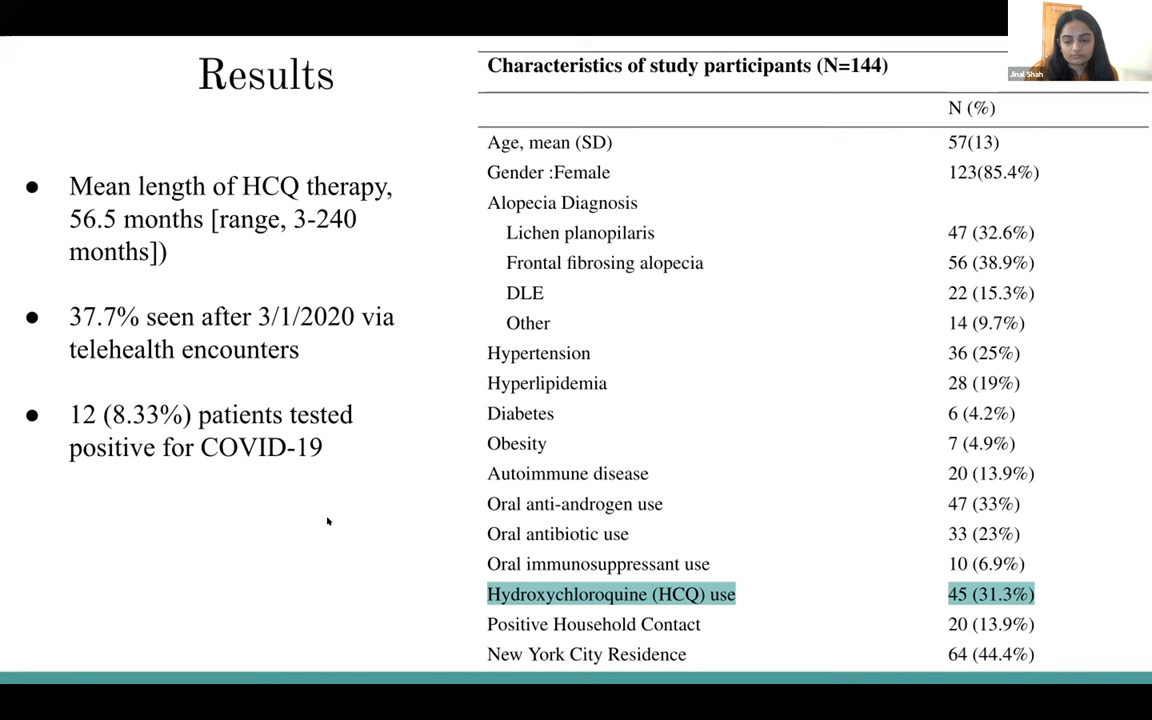 Results
● Mean length of HCQ therapy,
56.5 months [range, 3-240
months])
● 37.7% seen after 3/1/2020 via
telehealth encounters
● 12 (8.33%) patients tested
positive for COVID-19
Characteristics of study participants (N=144)
N (%)
Age, mean (SD) 57(13)
Gender :Female 123(85.4%)
Alopecia Diagnosis
Lichen planopilaris 47 (32.6%)
Frontal fibrosing alopecia 56 (38.9%)
DLE 22 (15.3%)
Other 14 (9.7%)
Hypertension 36 (25%)
Hyperlipidemia 28 (19%)
Diabetes 6 (4.2%)
Obesity 7 (4.9%)
Autoimmune disease 20 (13.9%)
Oral anti-androgen use 47 (33%)
Oral antibiotic use 33 (23%)
Oral immunosuppressant use 10 (6.9%)
Hydroxychloroquine (HCQ) use 45 (31.3%)
Positive Household Contact 20 (13.9%)
New York City Residence 64 (44.4%)
Jinal Shah